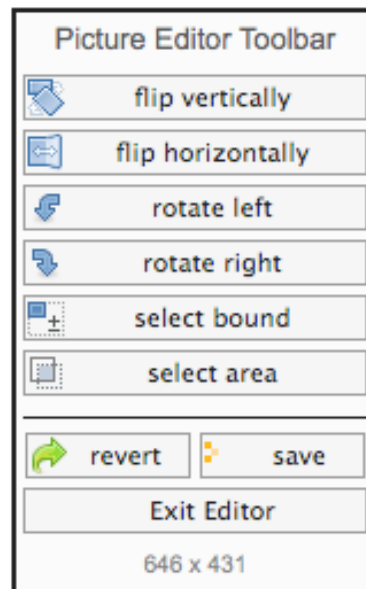 Picture Editor Toolbar
flip vertically
flip horizontally
rotate left
rotate right
select bound
select area
revert save
Exit Editor
646 x 431